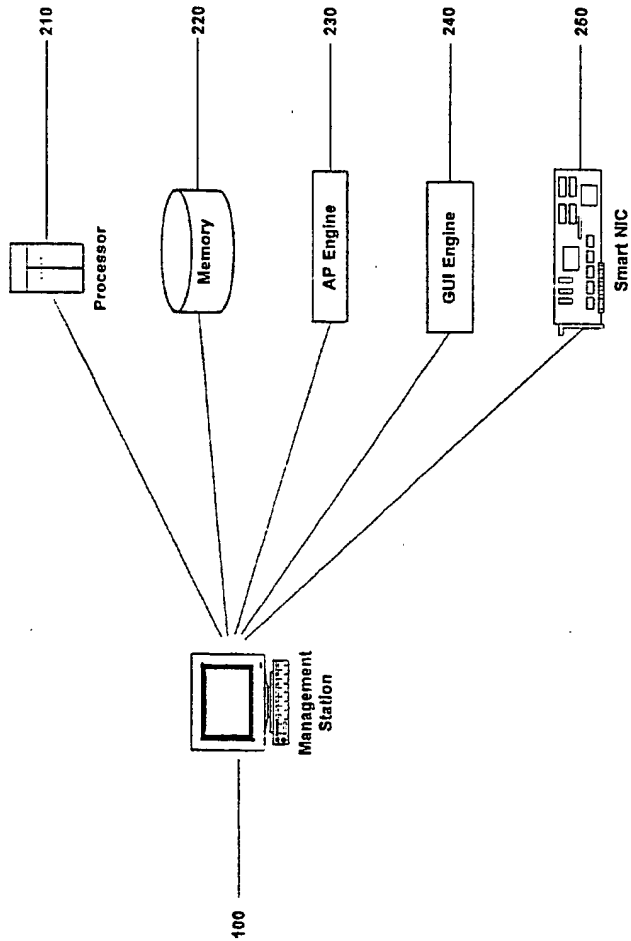 210
Processor
Memory
220
AP Engine
230
GUI Engine
240
250
Smart NIC
Management
Station
100